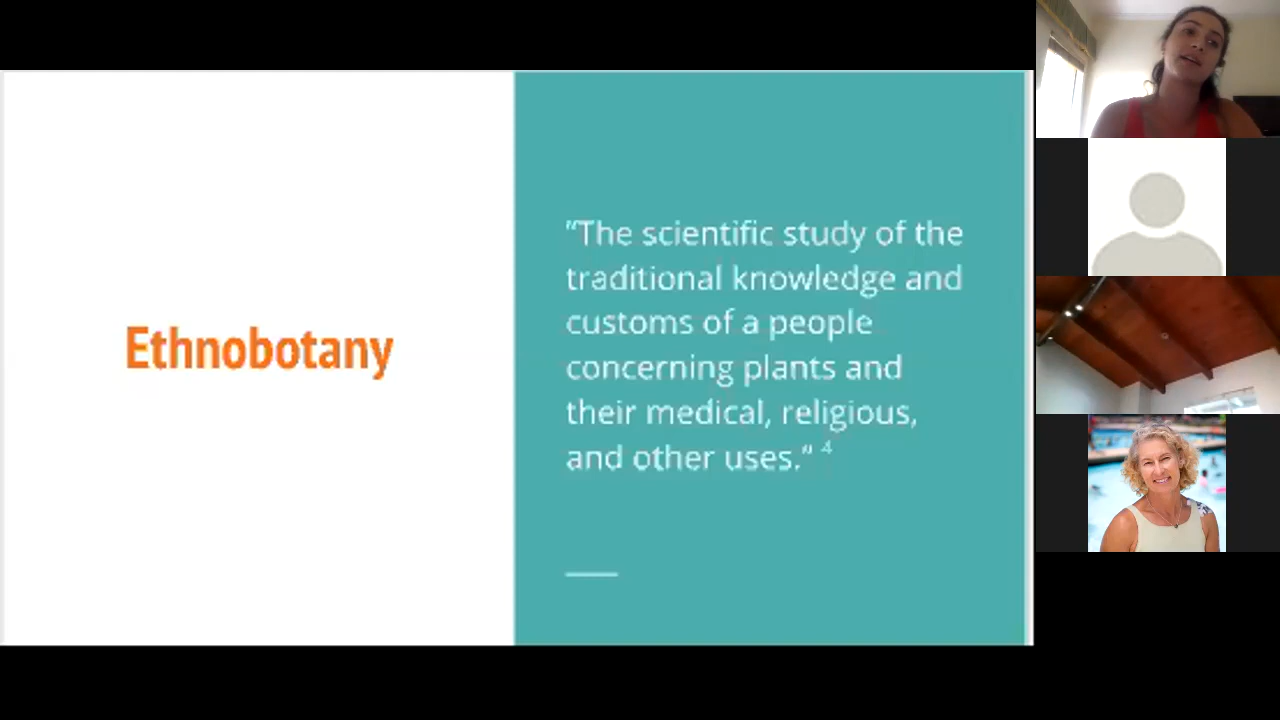 Ethnobotany
"The scientific study of the
traditional knowledge and
customs of a people
concerning plants and
their medical, religious,
and other uses." 4